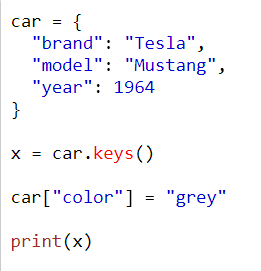 car = {
  "brand": "Tesla",
  "model": "Mustang",
  "year": 1964
}
x = car.keys()
car["color"] = "grey"
print(x)